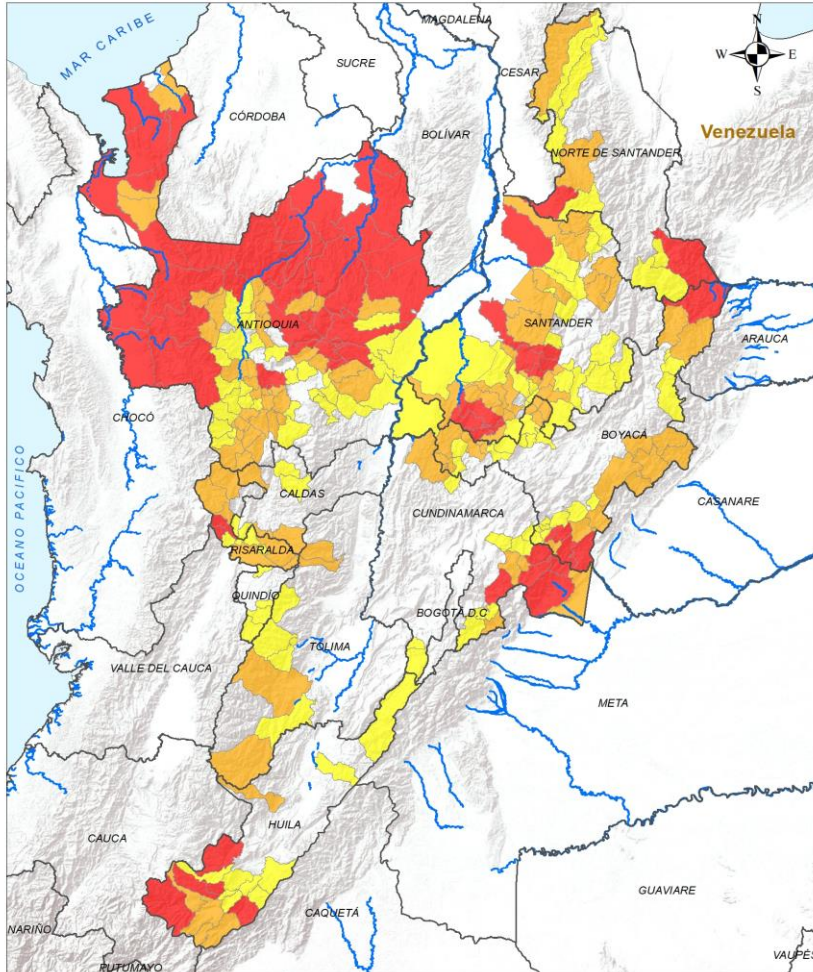 MAGDALENA
N
MAR CARIBE
SUCRE
CESAR
W
E
S
CÓRDOBA
BOLÍVAR
Venezuela
NORTE DE SANTANDER
ANTIOQUIA
SANTANDER
ARAUCA
CHOCÓ
BOYACÁ
OCEANO PACIFICO
CALDAS
CUNDINAMARCA
CASANARE
RISARALDA
QUINDÍO
BOGOTÁ D.C
TOLIMA
VALLE DEL CAUCA
META
HUILA
CAUCA
GUAVIARE
CAQUETÁ
NARIÑO
PUTUMAYO
VAUPÉS